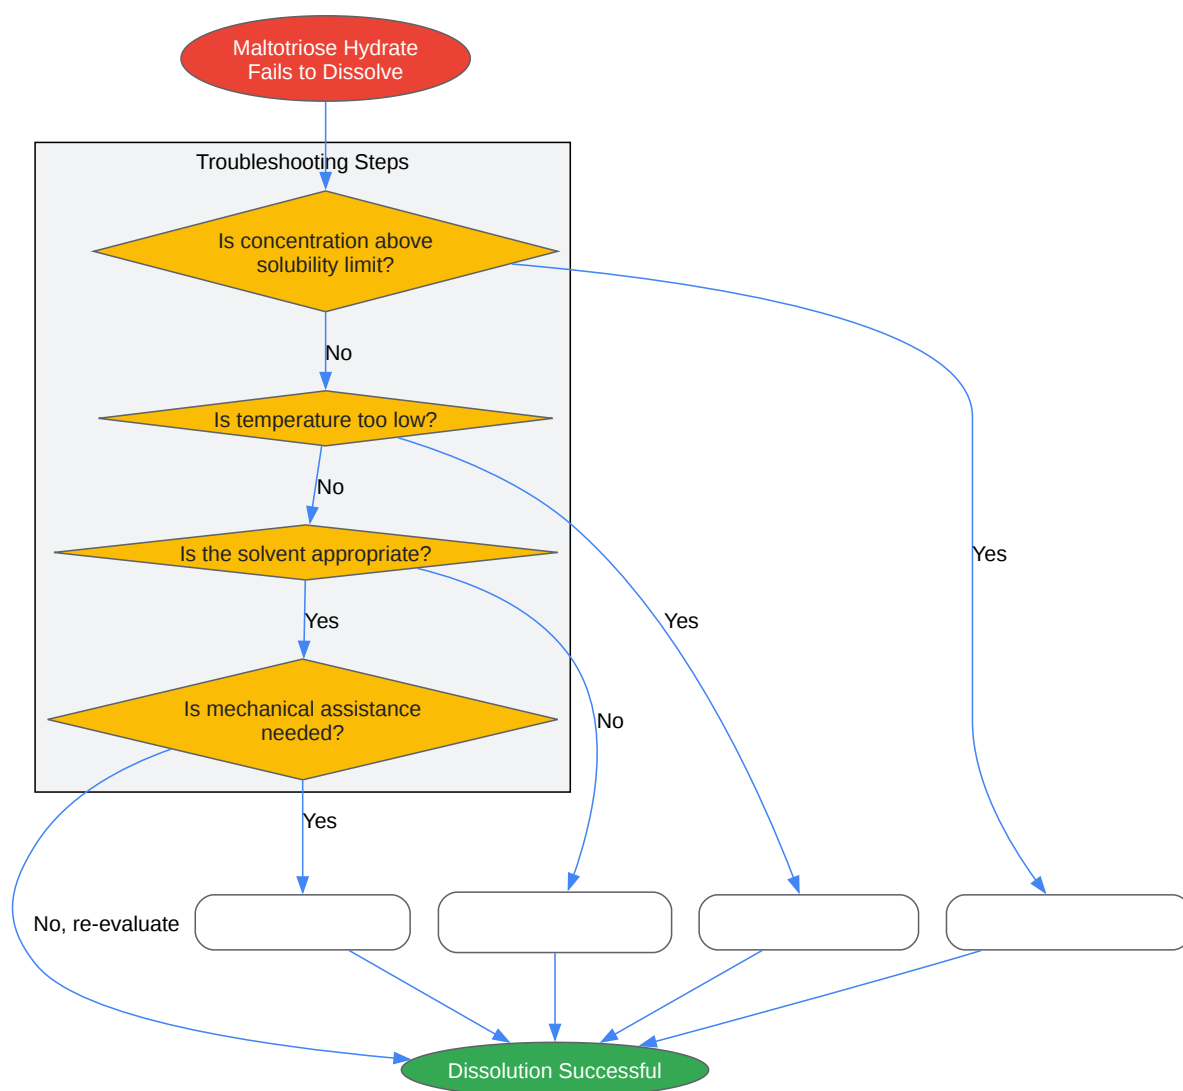 Maltotriose Hydrate
Fails to Dissolve
Troubleshooting Steps
Is concentration above
solubility limit?
No
Is temperature too low?
No
Is the solvent appropriate?
Yes
Yes
Yes
Is mechanical assistance
needed?
No
Yes
No, re-evaluate
Dissolution Successful